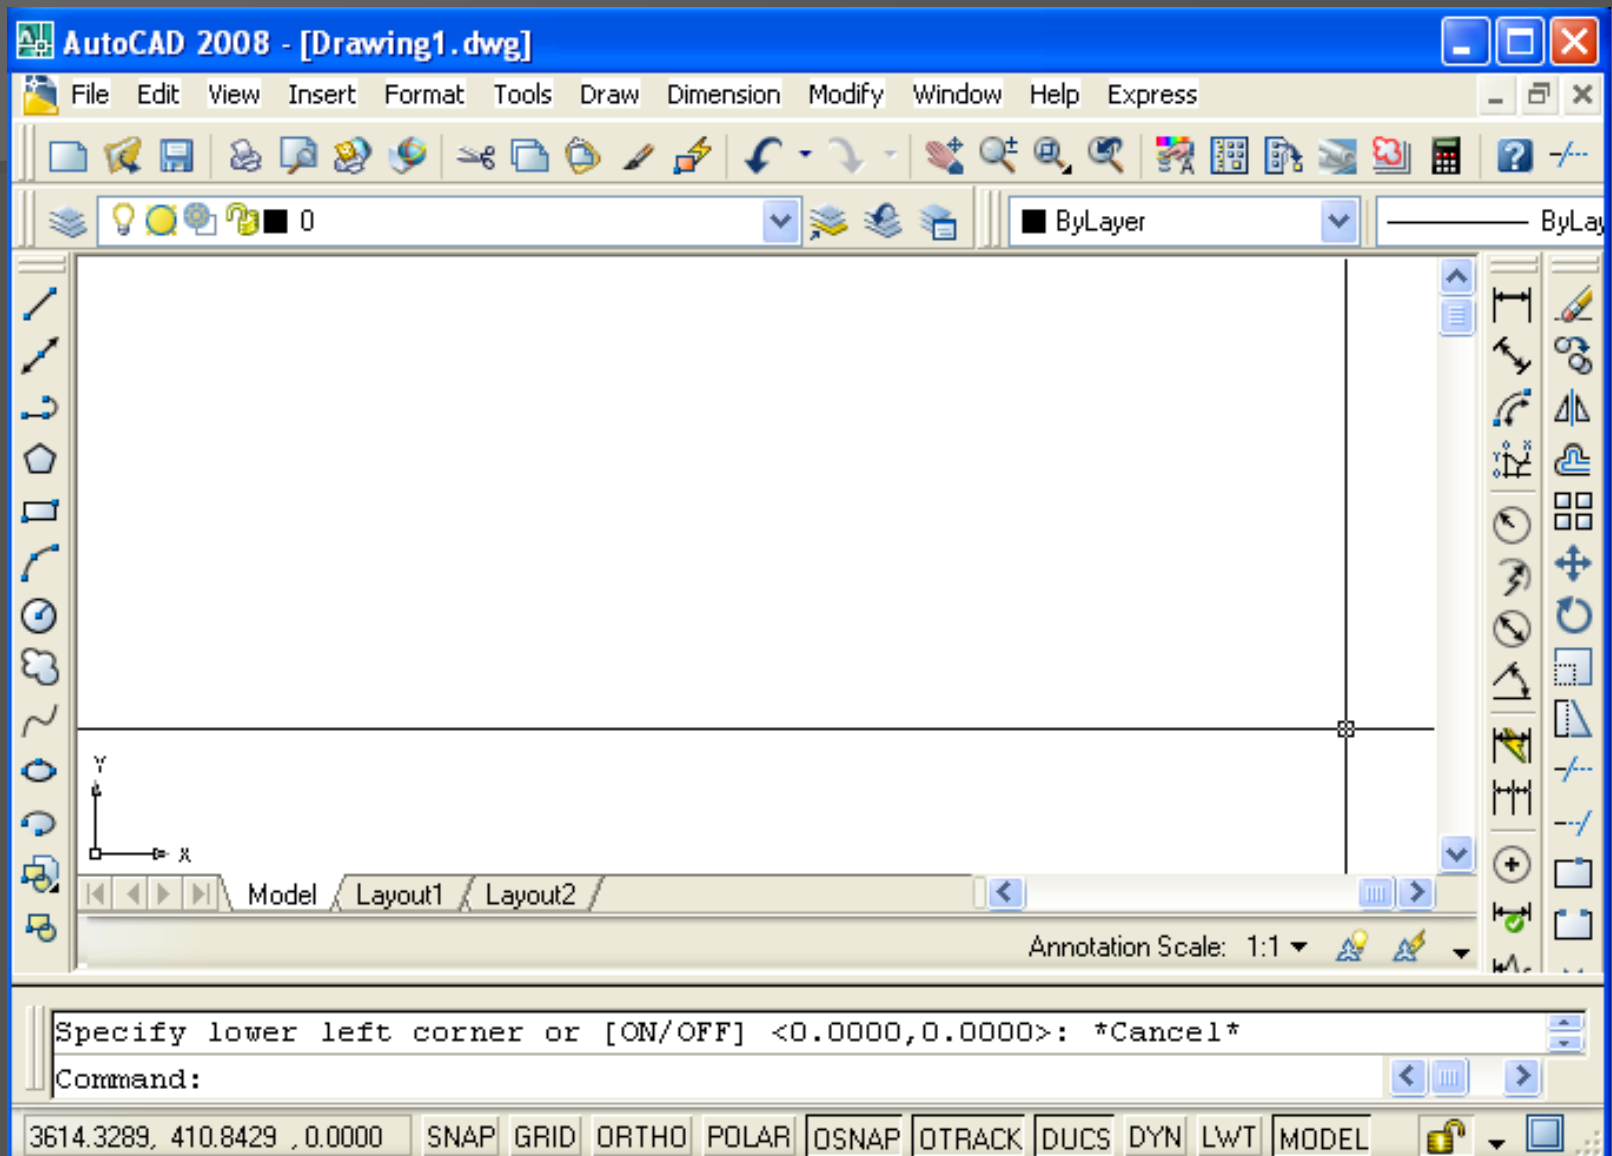 AutoCAD 2008 - [Drawing1.dwg]
File Edit View Insert Format Tools Draw Dimension Modify Window Help Express
0 ByLayer ByLay
Y
X
Model Layout1 Layout2
Annotation Scale: 1:1
Specify lower left corner or [ON/OFF] <0.0000,0.0000>: *Cancel*
Command:
3614.3289, 410.8429 , 0.0000 SNAP GRID ORTHO POLAR OSNAP OTRACK DUCS DYN LWT MODEL